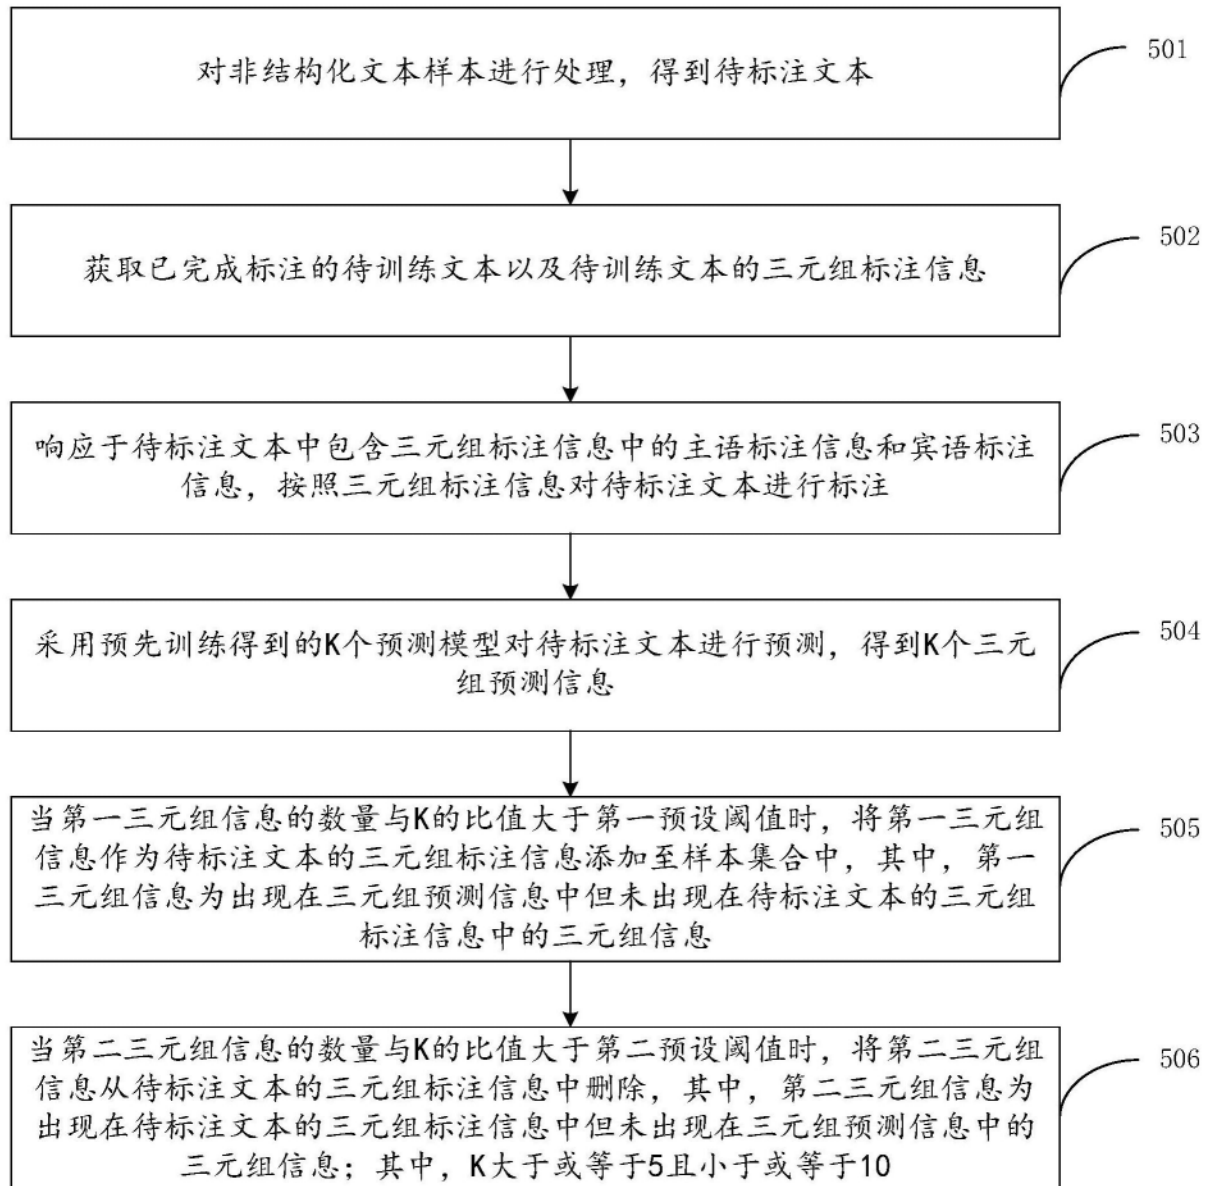 对非结构化文本样本进行处理，得到待标注文本
501
获取已完成标注的待训练文本以及待训练文本的三元组标注信息
502
响应于待标注文本中包含三元组标注信息中的主语标注信息和宾语标注
信息，按照三元组标注信息对待标注文本进行标注
503
采用预先训练得到的K个预测模型对待标注文本进行预测，得到K个三元
组预测信息
504
当第一三元组信息的数量与K的比值大于第一预设阈值时，将第一三元组
信息作为待标注文本的三元组标注信息添加至样本集合中，其中，第一
三元组信息为出现在三元组预测信息中但未出现在待标注文本的三元组
标注信息中的三元组信息
505
当第二三元组信息的数量与K的比值大于第二预设阈值时，将第二三元组
信息从待标注文本的三元组标注信息中删除，其中，第二三元组信息为
出现在待标注文本的三元组标注信息中但未出现在三元组预测信息中的
三元组信息；其中，K大于或等于5且小于或等于10
506